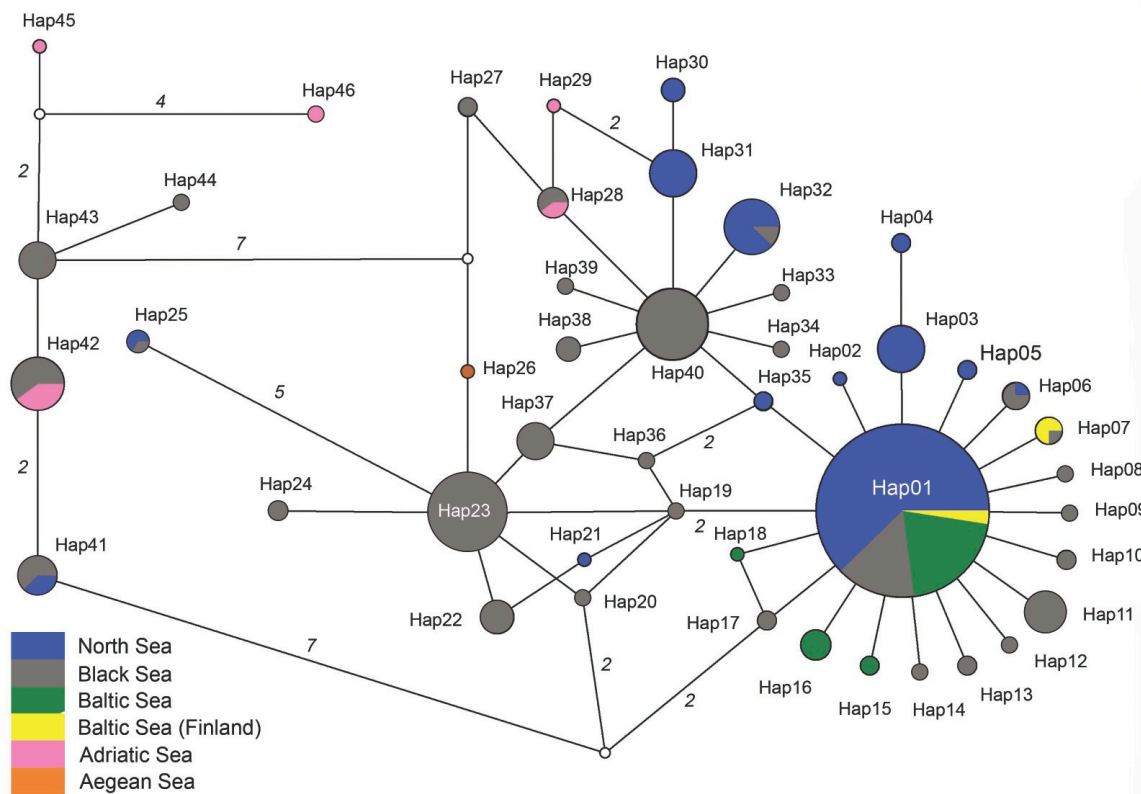 Hap45
Hap46
4
2
Hap44
Hap43
7
Hap27
Hap29
2
Hap30
Hap31
Hap28
Hap32
Hap04
Hap39
Hap33
Hap38
Hap34
Hap40
Hap03
Hap02
Hap05
Hap06
Hap07
Hap08
Hap09
Hap10
Hap11
Hap12
Hap13
Hap14
Hap15
Hap16
Hap01
Hap25
Hap42
5
Hap26
Hap35
Hap37
Hap36
2
Hap24
Hap23
Hap19
2
Hap18
Hap21
2
Hap41
Hap22
Hap20
Hap17
7
2
2
North Sea
Black Sea
Baltic Sea
Baltic Sea (Finland)
Adriatic Sea
Aegean Sea